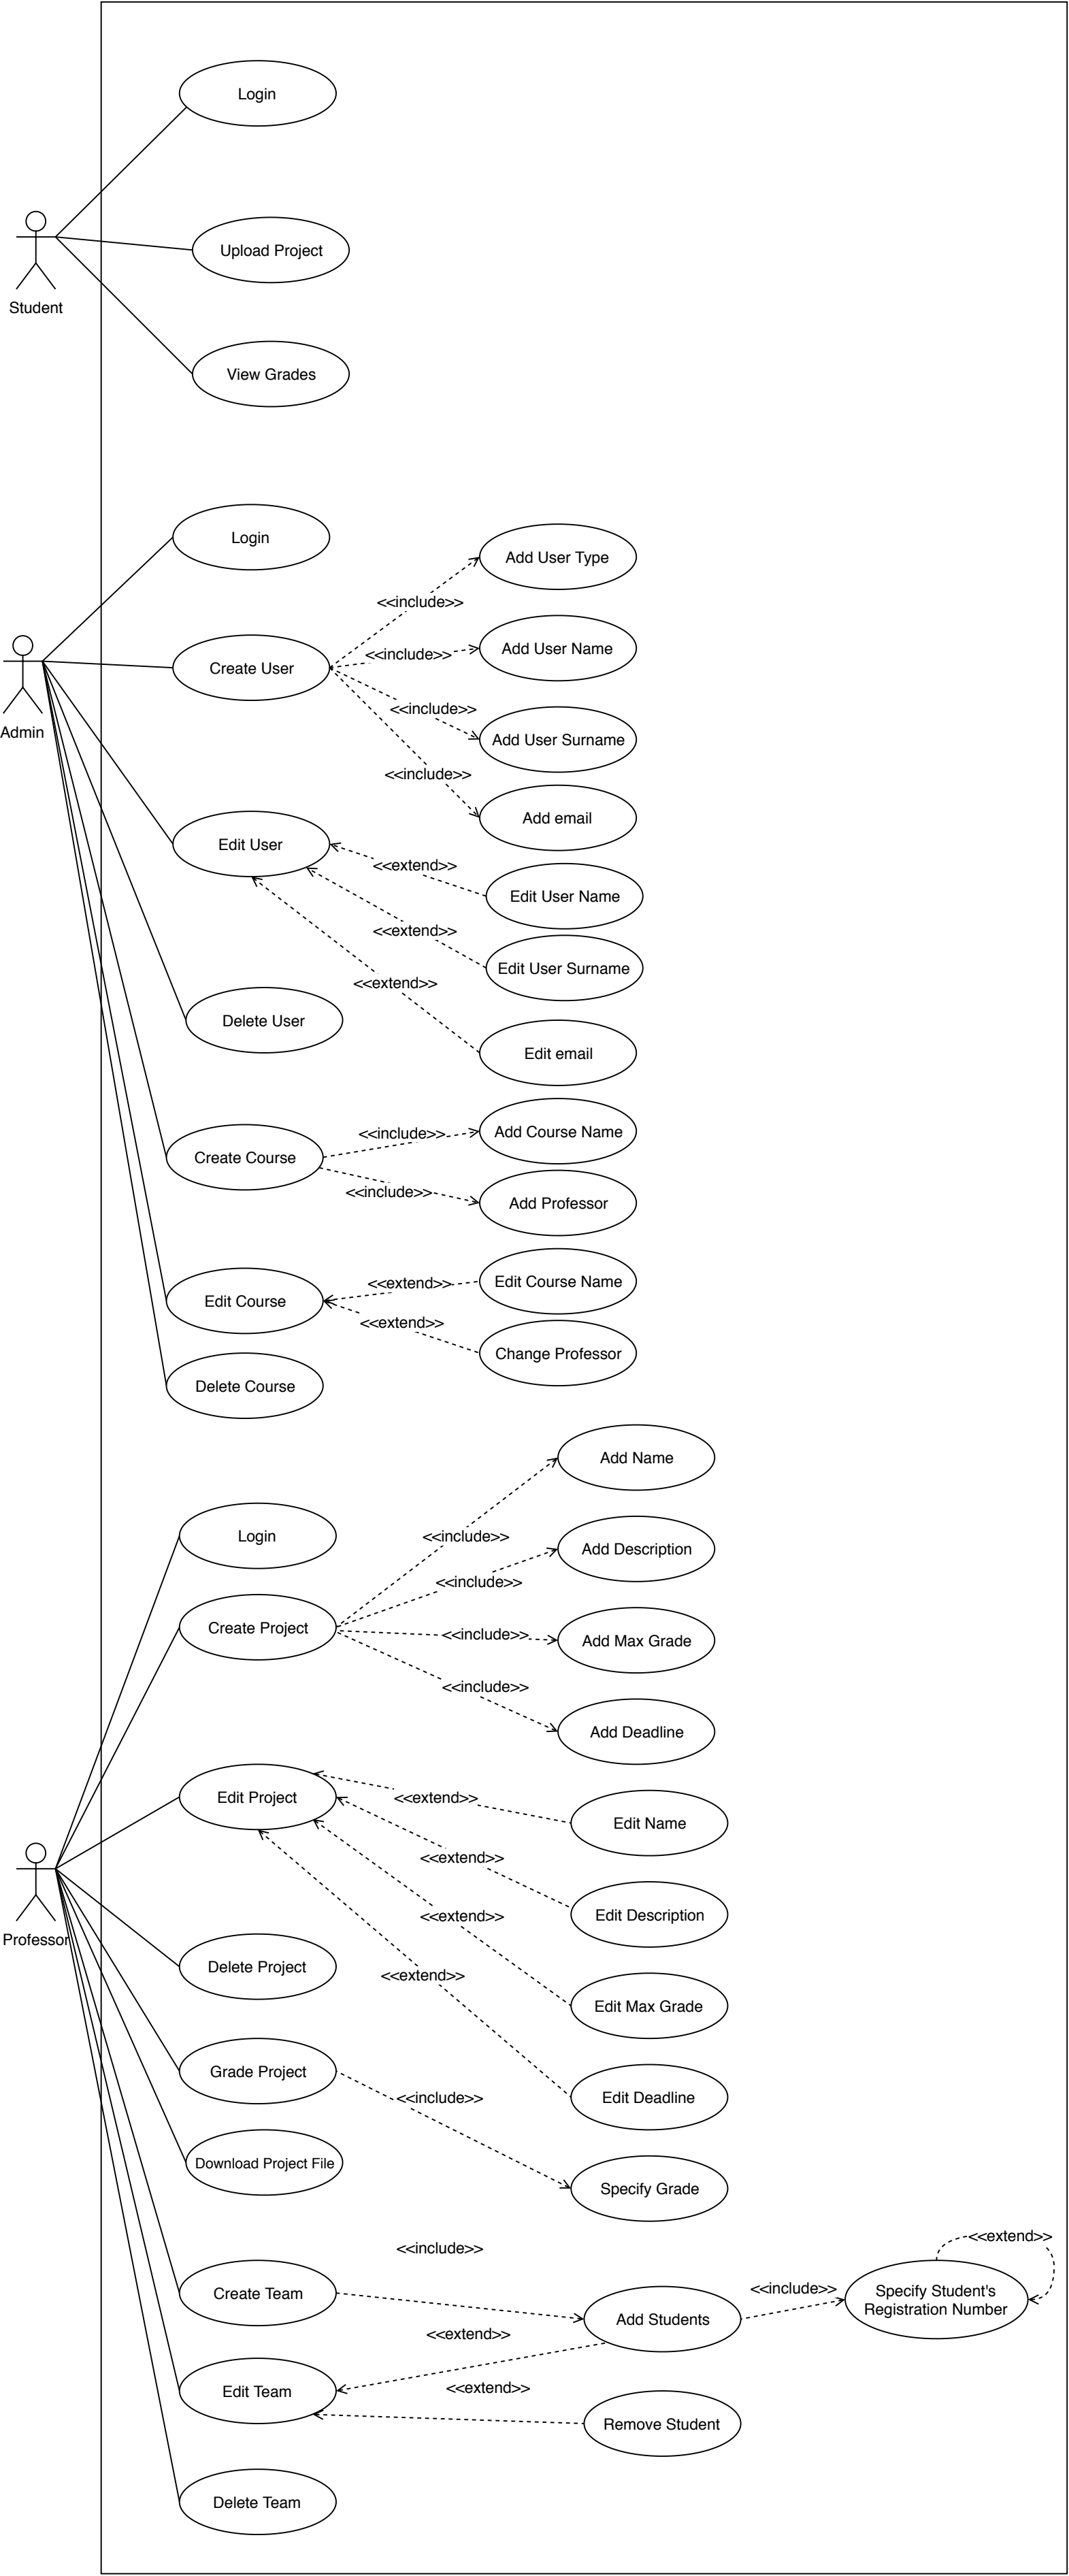 Login
Upload Project
Student
View Grades
Login
Add User Type
<<include>>
Add User Name
<<include>>
Create User
<<include>>
Admin
Add User Surname
<<include>>
Add email
Edit User
<<extend>>
Edit User Name
<<extend>>
Edit User Surname
<<extend>>
Delete User
Edit email
<<include>>
Add Course Name
Create Course
<<include>>
Add Professor
<<extend>>
Edit Course Name
Edit Course
<<extend>>
Change Professor
Delete Course
Add Name
Login
<<include>>
Add Description
<<include>>
Create Project
<<include>>
Add Max Grade
<<include>>
Add Deadline
Edit Project
<<extend>>
Edit Name
<<extend>>
Edit Description
<<extend>>
Professor
Delete Project
<<extend>>
Edit Max Grade
Grade Project
<<include>>
Edit Deadline
Download Project File
Specify Grade
<<extend>>
<<include>>
Create Team
<<include>>
Specify Student's
Registration Number
Add Students
<<extend>>
Edit Team
<<extend>>
Remove Student
Delete Team